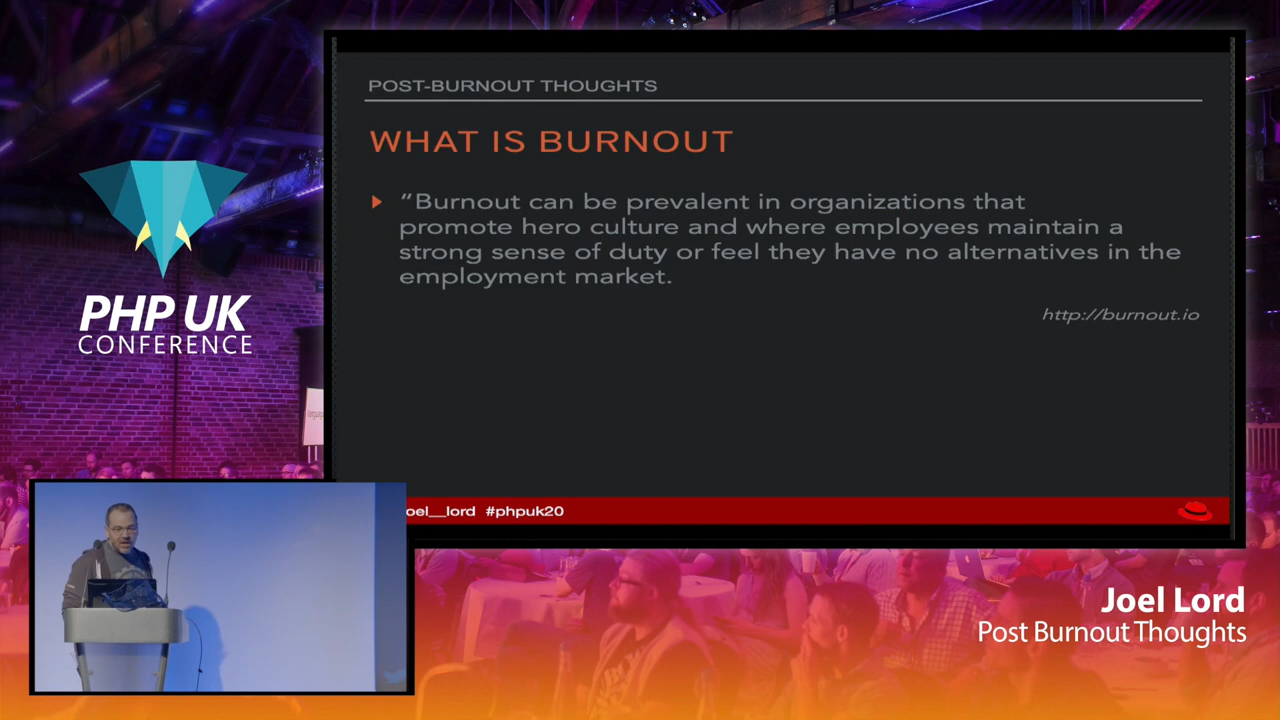 POST-BURNOUT THOUGHTS
WHAT IS BURNOUT
“Burnout can be prevalent in organizations that
promote hero culture and where employees maintain a
strong sense of duty or feel they have no alternatives in the
employment market.
http://burnout.io
oel__lord #phpuk20
PHP UK
CONFERENCE
Joel Lord
Post Burnout Thoughts